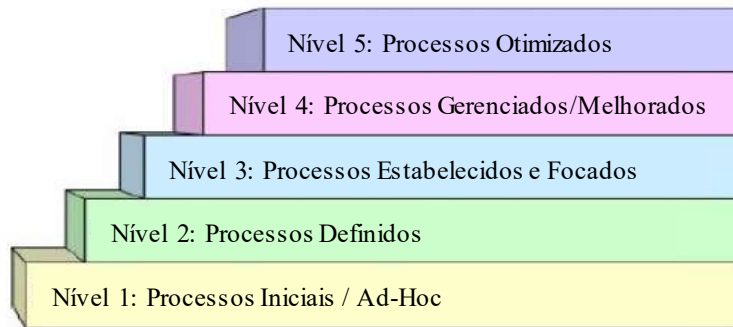 Nível 5: Processos Otimizados
Nível 4: Processos Gerenciados/Melhorados
Nível 3: Processos Estabelecidos e Focados
Nível 2: Processos Definidos
Nível 1: Processos Iniciais / Ad-Hoc